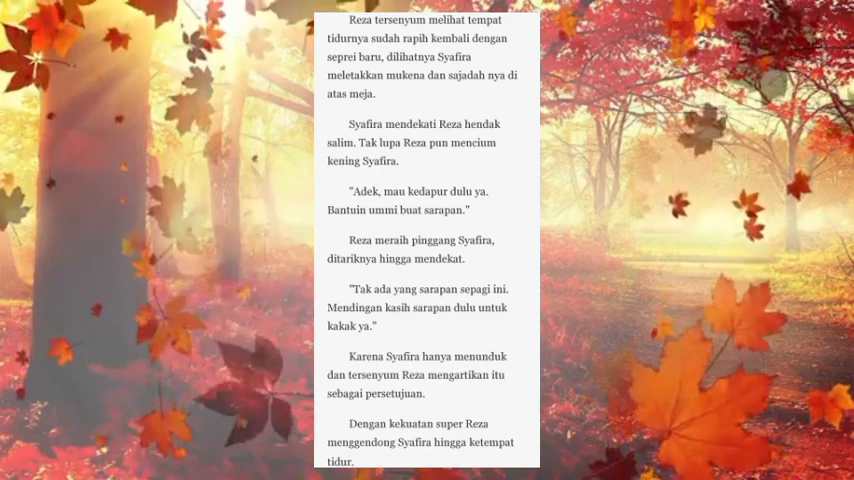 Reza tersenyum melihat tempat
tidurnya sudah rapih kembali dengan
seprei baru, dilihatnya Syafira
meletakkan mukena dan sajadah nya di
atas meja.
Syafira mendekati Reza hendak
salim. Tak lupa Reza pun mencium
kening Syafira.
"Adek, mau kedapur dulu ya.
Bantuin ummi buat sarapan."
Reza meraih pinggang Syafira,
ditariknya hingga mendekat.
"Tak ada yang sarapan sepagi ini.
Mendingan kasih sarapan dulu untuk
kakak ya."
Karena Syafira hanya menunduk
dan tersenyum Reza mengartikan itu
sebagai persetujuan.
Dengan kekuatan super Reza
menggendong Syafira hingga ketempat
tidur.